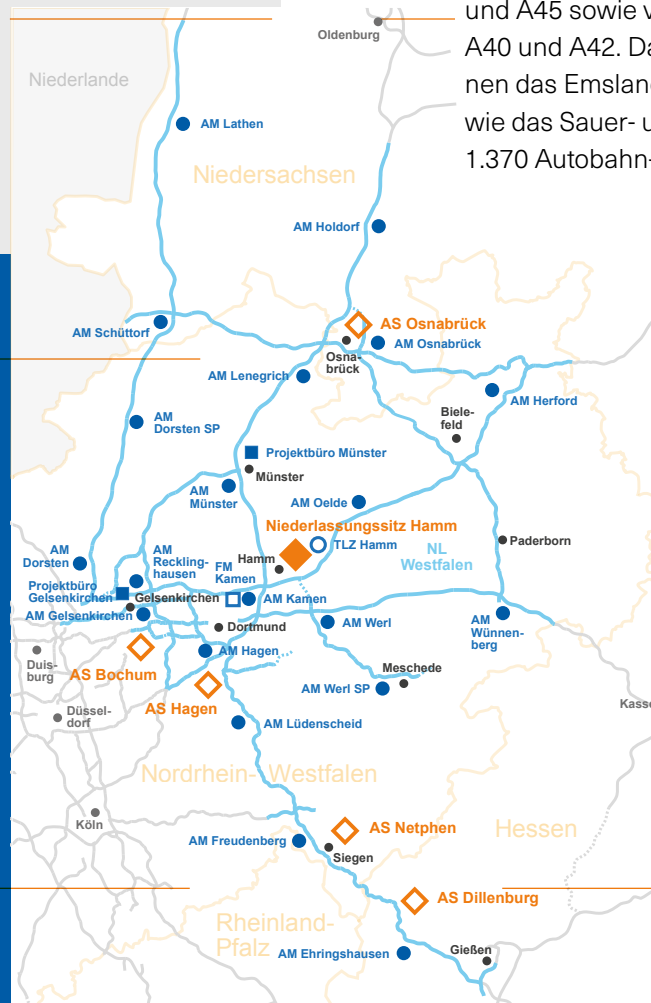 und A45 sowie v
A40 und A42. Da
nen das Emsland
wie das Sauer- u
1.370 Autobahn-
Oldenburg
Niederlande
AM Lathen
Niedersachsen
AM Holdorf
AS Osnabrück
AM Schüttorf
AM Osnabrück
Osna-
brück
AM Lenegrich
AM Herford
AM
Dorsten SP
Biele-
feld
Projektbüro Münster
Münster
AM
Münster
AM Oelde
Niederlassungssitz Hamm
TLZ Hamm
Paderborn
NL
Westfalen
AM
Dorsten
AM
Reckling-
hausen
FM
Kamen
Hamm
Projektbüro
Gelsenkirchen
Gelsenkirchen
AM Kamen
AM Gelsenkirchen
Dortmund
AM Werl
AM
Wünnen-
berg
AM Hagen
Duis-
burg
AS Bochum
Meschede
AM Werl SP
AS Hagen
Düssel-
dorf
Kasse
AM Lüdenscheid
Nordrhein- Westfalen
Köln
AS Netphen
Hessen
AM Freudenberg
Siegen
AS Dillenburg
Rheinland-
Pfalz
AM Ehringshausen
Gießen